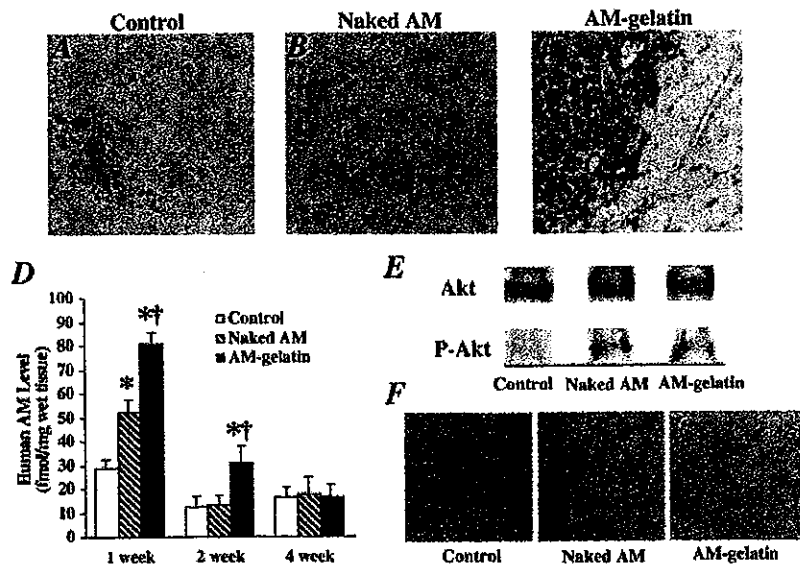 Control
Naked AM
AM-gelatin
A
B
D
Human AM Level
(fmol/mg wet tissue)
100
90
80
70
60
50
40
30
20
10
0
Control
Naked AM
AM-gelatin
*
*†
*†
1 week
2 week
4 week
E
Akt
P-Akt
Control
Naked AM
AM-gelatin
F
Control
Naked AM
AM-gelatin